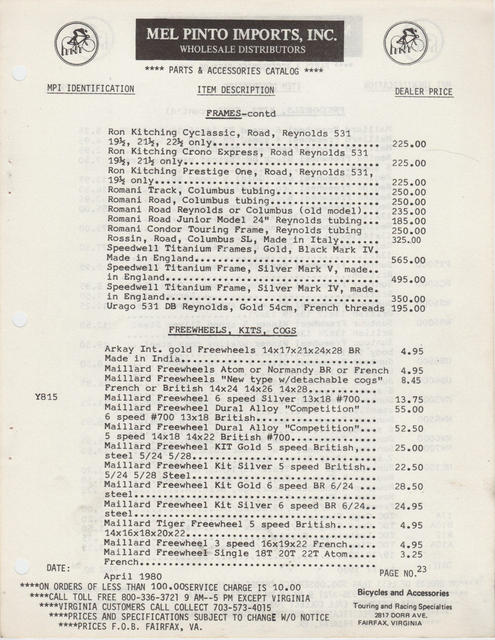 MEL PINTO IMPORTS, INC.
WHOLESALE DISTRIBUTORS
**** PARTS & ACCESSORIES CATALOG ****
MPI IDENTIFICATION ITEM DESCRIPTION DEALER PRICE
FRAMES-contd
Ron Kitching Cyclassic, Road, Reynolds 531
19½, 21½, 22½ only.............................. 225.00
Ron Kitching Crono Express, Road Reynolds 531
19½, 21½ only................................... 225.00
Ron Kitching Prestige One, Road, Reynolds 531,
19½ only........................................ 225.00
Romani Track, Columbus tubing................... 250.00
Romani Road, Columbus tubing.................... 250.00
Romani Road Reynolds or Columbus (old model)... 235.00
Romani Road Junior Model 24" Reynolds tubing... 185.00
Romani Condor Touring Frame, Reynolds tubing 250.00
Rossin, Road, Columbus SL, Made in Italy....... 325.00
Speedwell Titanium Frames, Gold, Black Mark IV.
Made in England................................. 565.00
Speedwell Titanium Frame, Silver Mark V, made..
in England...................................... 495.00
Speedwell Titanium Frame, Silver Mark IV, made.
in England...................................... 350.00
Urago 531 DB Reynolds, Gold 54cm, French threads 195.00
FREEWHEELS, KITS, COGS
Arkay Int. gold Freewheels 14x17x21x24x28 BR 4.95
Made in India...........................
Maillard Freewheels Atom or Normandy BR or French 4.95
Maillard Freewheels "New type w/detachable cogs" 8.45
French or British 14x24 14x26 14x28.........
Y815 Maillard Freewheel 6 speed Silver 13x18 #700... 13.75
Maillard Freewheel Dural Alloy "Competition" 55.00
6 speed #700 13x18 British..................
Maillard Freewheel Dural Alloy "Competition"... 52.50
5 speed 14x18 14x22 British #700............
Maillard Freewheel KIT Gold 5 speed British,... 25.00
steel 5/24 5/28.............................
Maillard Freewheel Kit Silver 5 speed British.. 22.50
5/24 5/28 Steel.............................
Maillard Freewheel Kit Gold 6 speed BR 6/24 ... 28.50
steel.......................................
Maillard Freewheel Kit Silver 6 speed BR 6/24.. 24.95
steel.......................................
Maillard Tiger Freewheel 5 speed British....... 4.95
14x16x18x20x22..............................
Maillard Freewheel 3 speed 16x19x22 French..... 4.95
Maillard Freewheel Single 18T 20T 22T Atom..... 3.25
French......................................
DATE: April 1980 PAGE NO. 23
****ON ORDERS OF LESS THAN 100.00SERVICE CHARGE IS 10.00
****CALL TOLL FREE 800-336-3721 9 AM--5 PM EXCEPT VIRGINIA
****VIRGINIA CUSTOMERS CALL COLLECT 703-573-4015
****PRICES AND SPECIFICATIONS SUBJECT TO CHANGE W/O NOTICE
****PRICES F.O.B. FAIRFAX, VA.
Bicycles and Accessories
Touring and Racing Specialties
2817 DORR AVE.
FAIRFAX, VIRGINIA